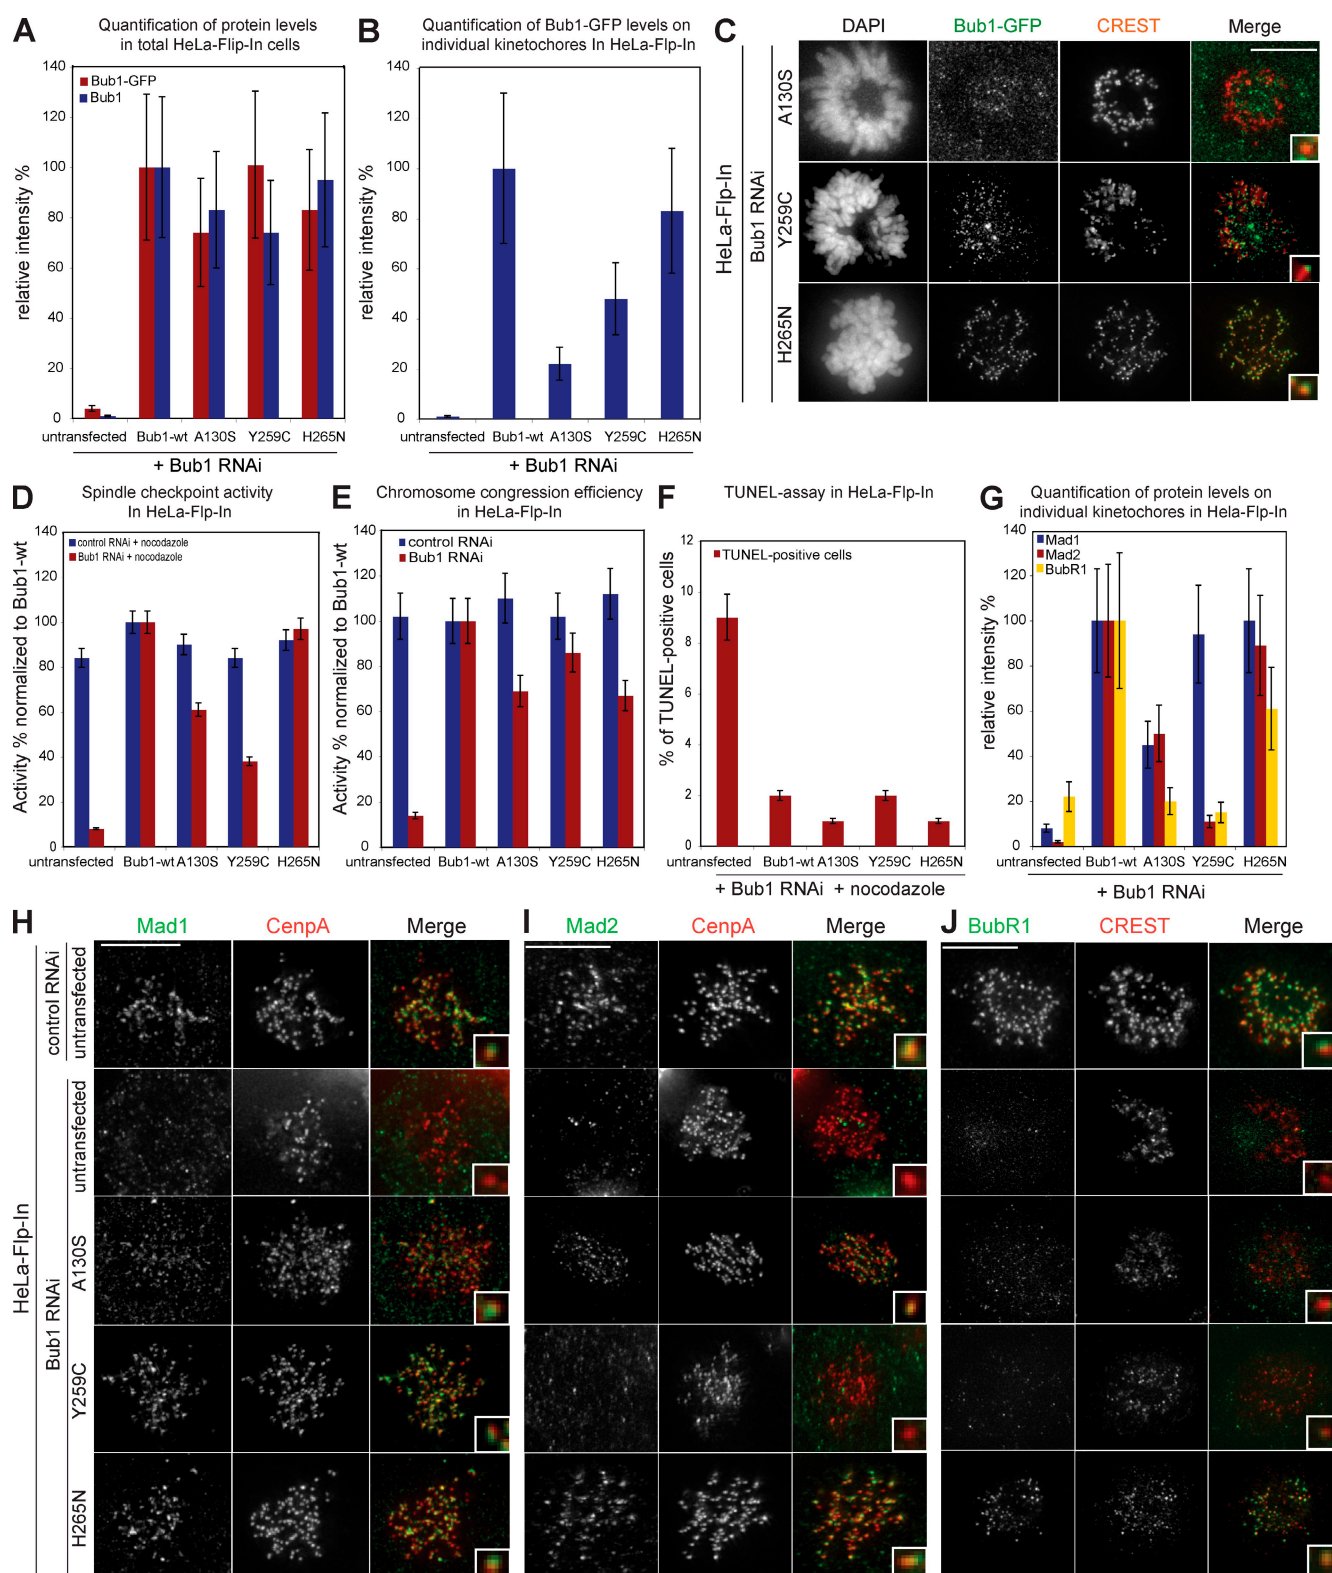 A
Quantification of protein levels
in total HeLa-Flip-In cells
relative intensity %
140
120
100
80
60
40
20
0
Bub1-GFP
Bub1
untransfected Bub1-wt A130S Y259C H265N
+ Bub1 RNAi
B
Quantification of Bub1-GFP levels on
individual kinetochores In HeLa-Flp-In
relative intensity %
140
120
100
80
60
40
20
0
untransfected Bub1-wt A130S Y259C H265N
+ Bub1 RNAi
C
DAPI Bub1-GFP CREST Merge
HeLa-Flp-In
Bub1 RNAi
A130S
Y259C
H265N
D
Spindle checkpoint activity
In HeLa-Flp-In
Activity % normalized to Bub1-wt
140
120
100
80
60
40
20
0
control RNAi + nocodazole
Bub1 RNAi + nocodazole
untransfected Bub1-wt A130S Y259C H265N
E
Chromosome congression efficiency
in HeLa-Flp-In
Activity % normalized to Bub1-wt
140
120
100
80
60
40
20
0
control RNAi
Bub1 RNAi
untransfected Bub1-wt A130S Y259C H265N
F
TUNEL-assay in HeLa-Flp-In
% of TUNEL-positive cells
12
10
8
6
4
2
0
TUNEL-positive cells
untransfected Bub1-wt A130S Y259C H265N
+ Bub1 RNAi + nocodazole
G
Quantification of protein levels on
individual kinetochores in Hela-Flp-In
relative intensity %
140
120
100
80
60
40
20
0
Mad1
Mad2
BubR1
untransfected Bub1-wt A130S Y259C H265N
+ Bub1 RNAi
H
Mad1 CenpA Merge
I
Mad2 CenpA Merge
J
BubR1 CREST Merge
HeLa-Flp-In
control RNAi
untransfected
Bub1 RNAi
untransfected
A130S
Y259C
H265N